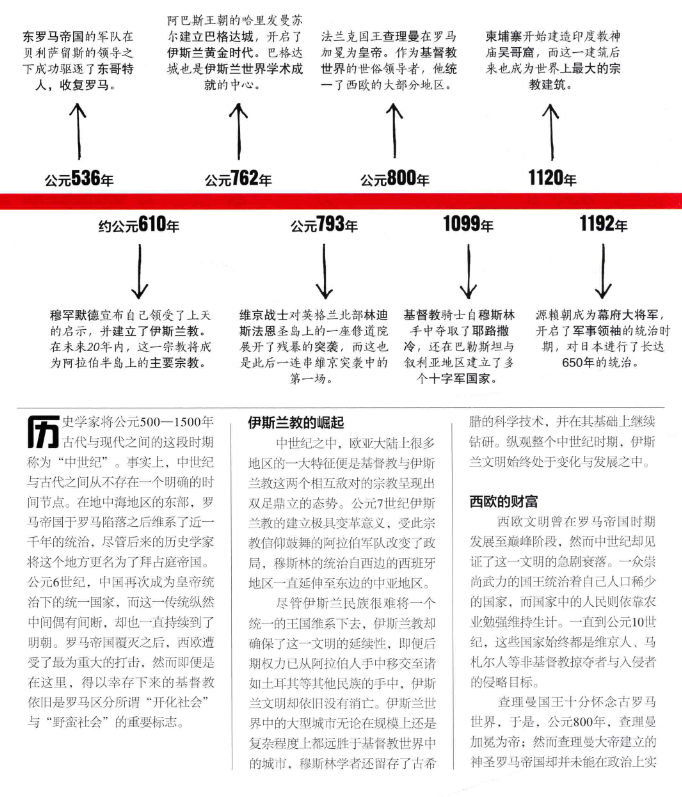 东罗马帝国的军队在
贝利萨留斯的领导之
下成功驱逐了东哥特
人，收复罗马。
阿巴斯王朝的哈里发曼苏
尔建立巴格达城，开启了
伊斯兰黄金时代。巴格达
城也是伊斯兰世界学术成
就的中心。
法兰克国王查理曼在罗马
加冕为皇帝。作为基督教
世界的世俗领导者，他统
一了西欧的大部分地区。
柬埔寨开始建造印度教神
庙吴哥窟，而这一建筑后
来也成为世界上最大的宗
教建筑。
公元536年
公元762年
公元800年
1120年
约公元610年
公元793年
1099年
1192年
穆罕默德宣布自己领受了上天
的启示，并建立了伊斯兰教。
在未来20年内，这一宗教将成
为阿拉伯半岛上的主要宗教。
维京战士对英格兰北部林迪
斯法恩圣岛上的一座修道院
展开了残暴的突袭，而这也
是此后一连串维京突袭中的
第一场。
基督教骑士自穆斯林
手中夺取了耶路撒
冷，还在巴勒斯坦与
叙利亚地区建立了多
个十字军国家。
源赖朝成为幕府大将军，
开启了军事领袖的统治时
期，对日本进行了长达
650年的统治。
历史学家将公元500—1500年
古代与现代之间的这段时期
称为“中世纪”。事实上，中世纪
与古代之间从不存在一个明确的时
间节点。在地中海地区的东部，罗
马帝国于罗马陷落之后维系了近一
千年的统治，尽管后来的历史学家
将这个地方更名为了拜占庭帝国。
公元6世纪，中国再次成为皇帝统
治下的统一国家，而这一传统纵然
中间偶有间断，却也一直持续到了
明朝。罗马帝国覆灭之后，西欧遭
受了最为重大的打击，然而即便是
在这里，得以幸存下来的基督教
依旧是罗马区分所谓“开化社会”
与“野蛮社会”的重要标志。
伊斯兰教的崛起
中世纪之中，欧亚大陆上很多
地区的一大特征便是基督教与伊斯
兰教这两个相互敌对的宗教呈现出
双足鼎立的态势。公元7世纪伊斯
兰教的建立极具变革意义，受此宗
教信仰鼓舞的阿拉伯军队改变了政
局，穆斯林的统治自西边的西班牙
地区一直延伸至东边的中亚地区。
尽管伊斯兰民族很难将一个
统一的王国维系下去，伊斯兰教却
确保了这一文明的延续性，即便后
期权力已从阿拉伯人手中移交至诸
如土耳其等其他民族的手中，伊斯
兰文明却依旧没有消亡。伊斯兰世
界中的大型城市无论在规模上还是
复杂程度上都远胜于基督教世界中
的城市，穆斯林学者还留存了古希
腊的科学技术，并在其基础上继续
钻研。纵观整个中世纪时期，伊斯
兰文明始终处于变化与发展之中。
西欧的财富
西欧文明曾在罗马帝国时期
发展至巅峰阶段，然而中世纪却见
证了这一文明的急剧衰落。一众崇
尚武力的国王统治着自己人口稀少
的国家，而国家中的人民则依靠农
业勉强维持生计。一直到公元10世
纪，这些国家始终都是维京人、马
札尔人等非基督教掠夺者与入侵者
的侵略目标。
查理曼国王十分怀念古罗马
世界，于是，公元800年，查理曼
加冕为帝；然而查理曼大帝建立的
神圣罗马帝国却并未能在政治上实